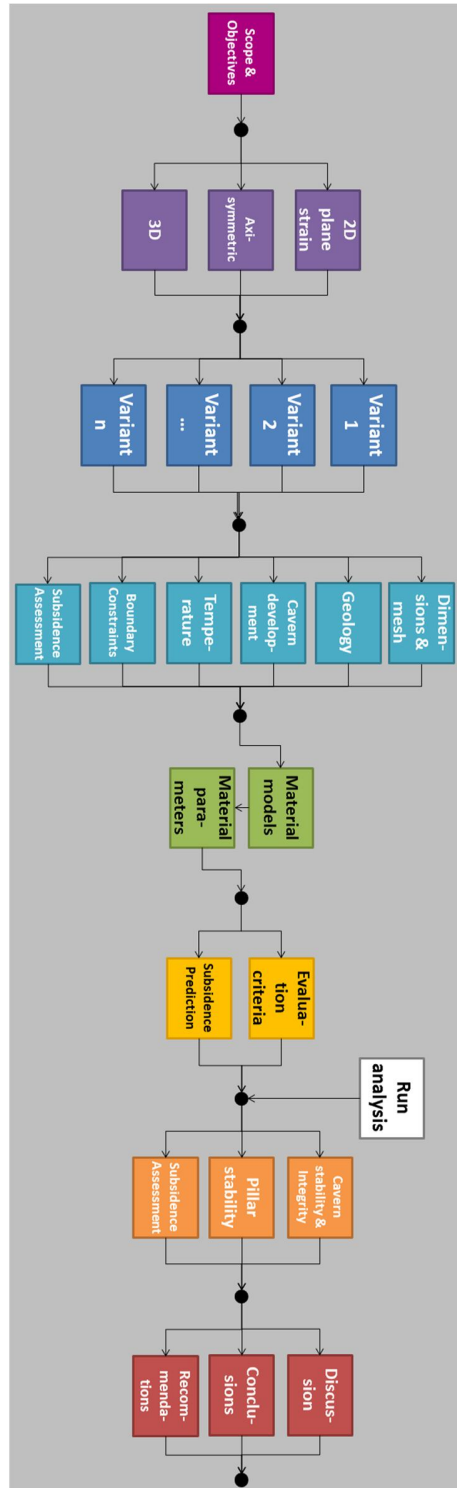 Scope &
Objectives
2D
plane
strain
Axi-
symmetric
3D
Variant
1
Variant
2
Variant
...
Variant
n
Dimen-
sions &
mesh
Geology
Cavern
develop-
ment
Tempe-
rature
Boundary
Constraints
Subsidence
Assessment
Material
models
Material
para-
meters
Evalua-
tion
criteria
Subsidence
Prediction
Run
analysis
Cavern
stability &
Integrity
Pillar
stability
Subsidence
Assessment
Discus-
sion
Conclu-
sions
Recom-
menda-
tions